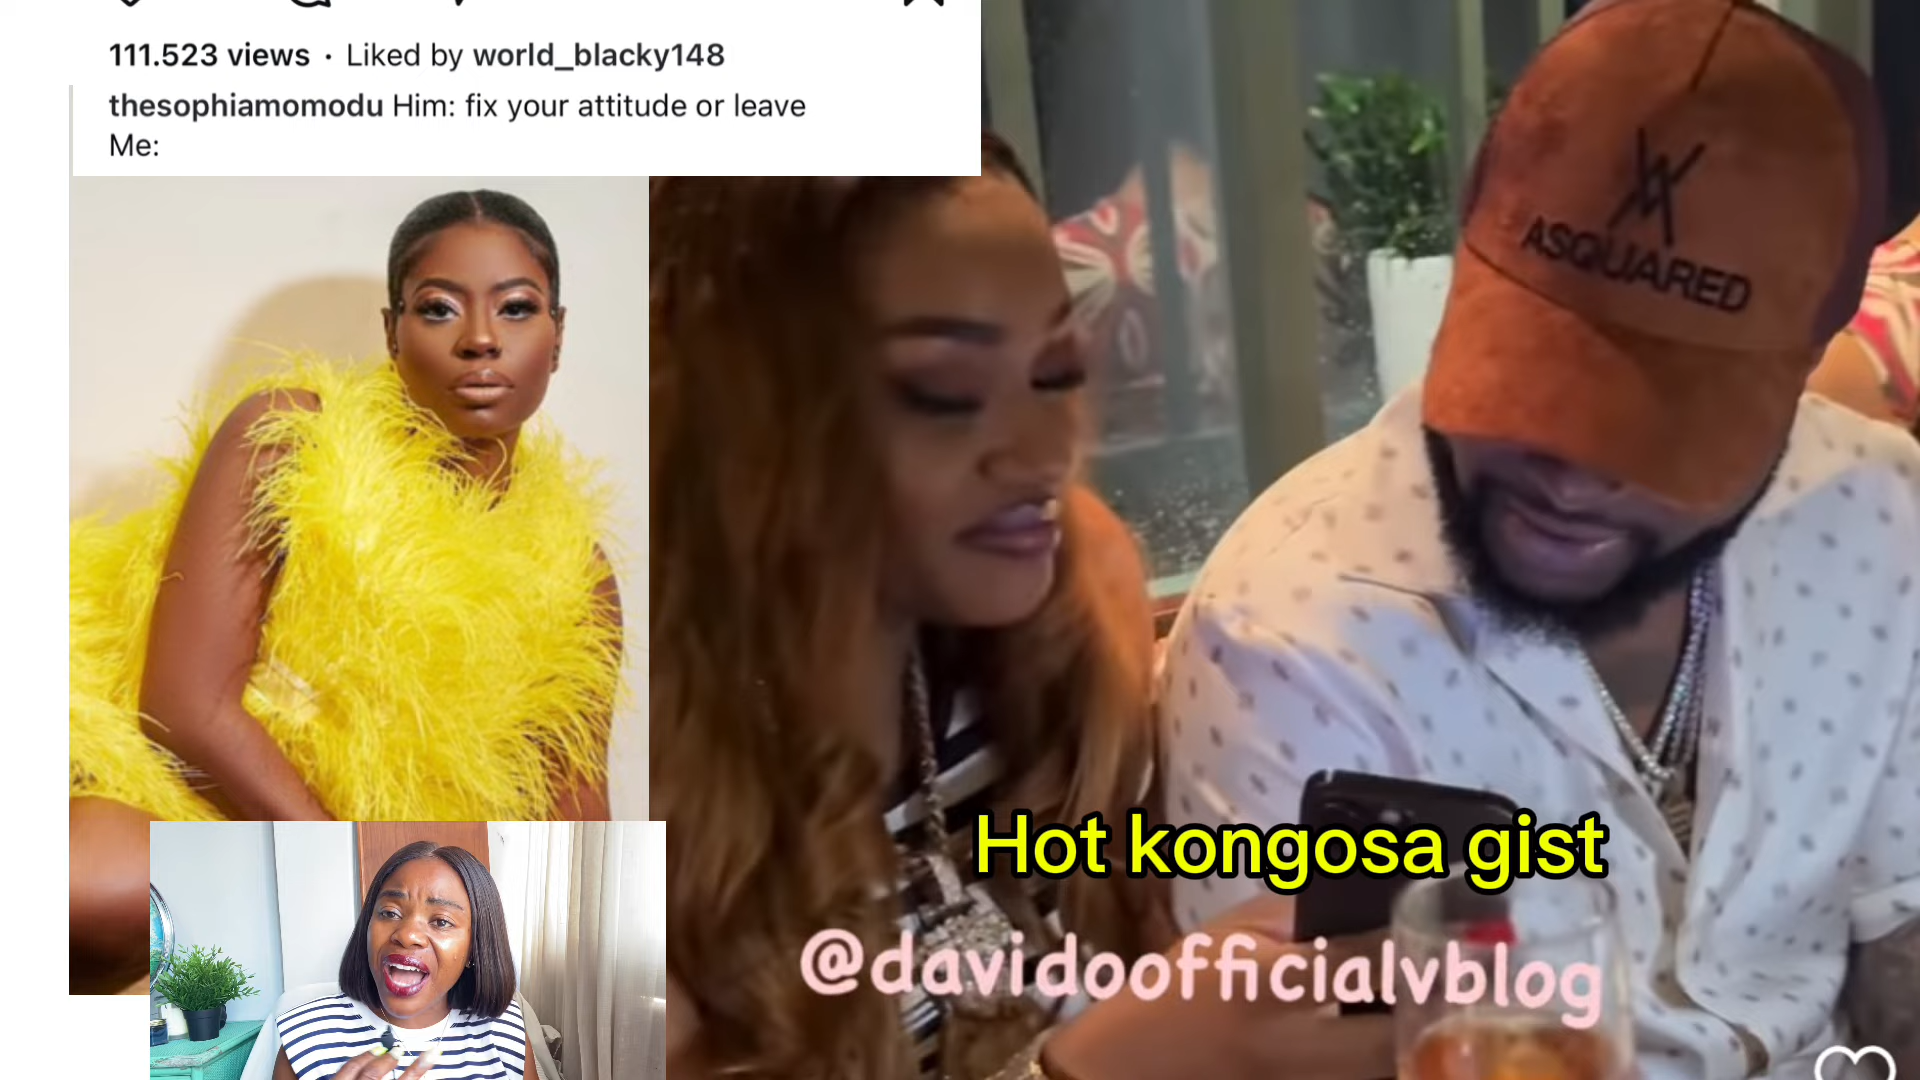 111.523 views · Liked by world_blacky148
thesophiamomodu Him: fix your attitude or leave
Me:
ASQUARED
Hot kongosa gist
@davidoofficialvblog